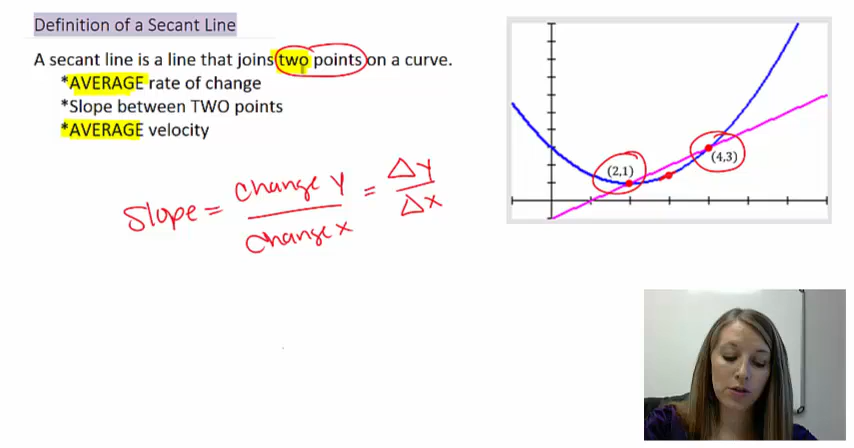 Definition of a Secant Line
A secant line is a line that joins two points on a curve.
*AVERAGE rate of change
*Slope between TWO points
*AVERAGE velocity
Slope = change y / change x = Δy / Δx
(2,1)
(4,3)